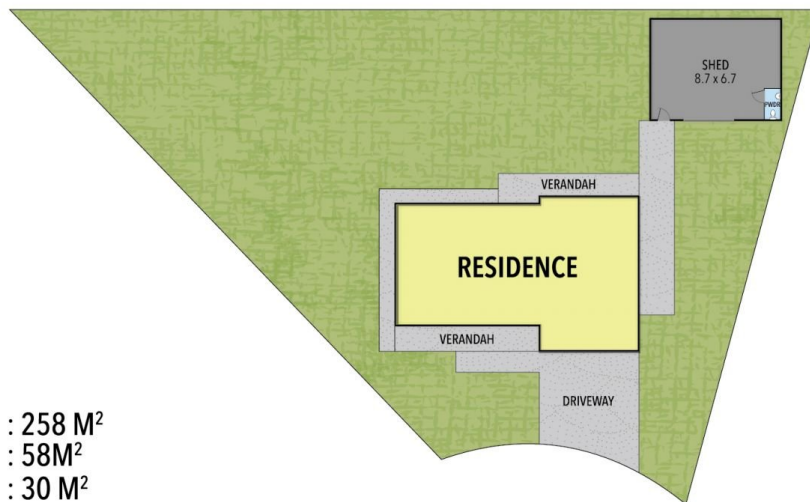 SHED
8.7 x 6.7
PWDR
VERANDAH
RESIDENCE
VERANDAH
DRIVEWAY
: 258 M²
: 58M²
: 30 M²